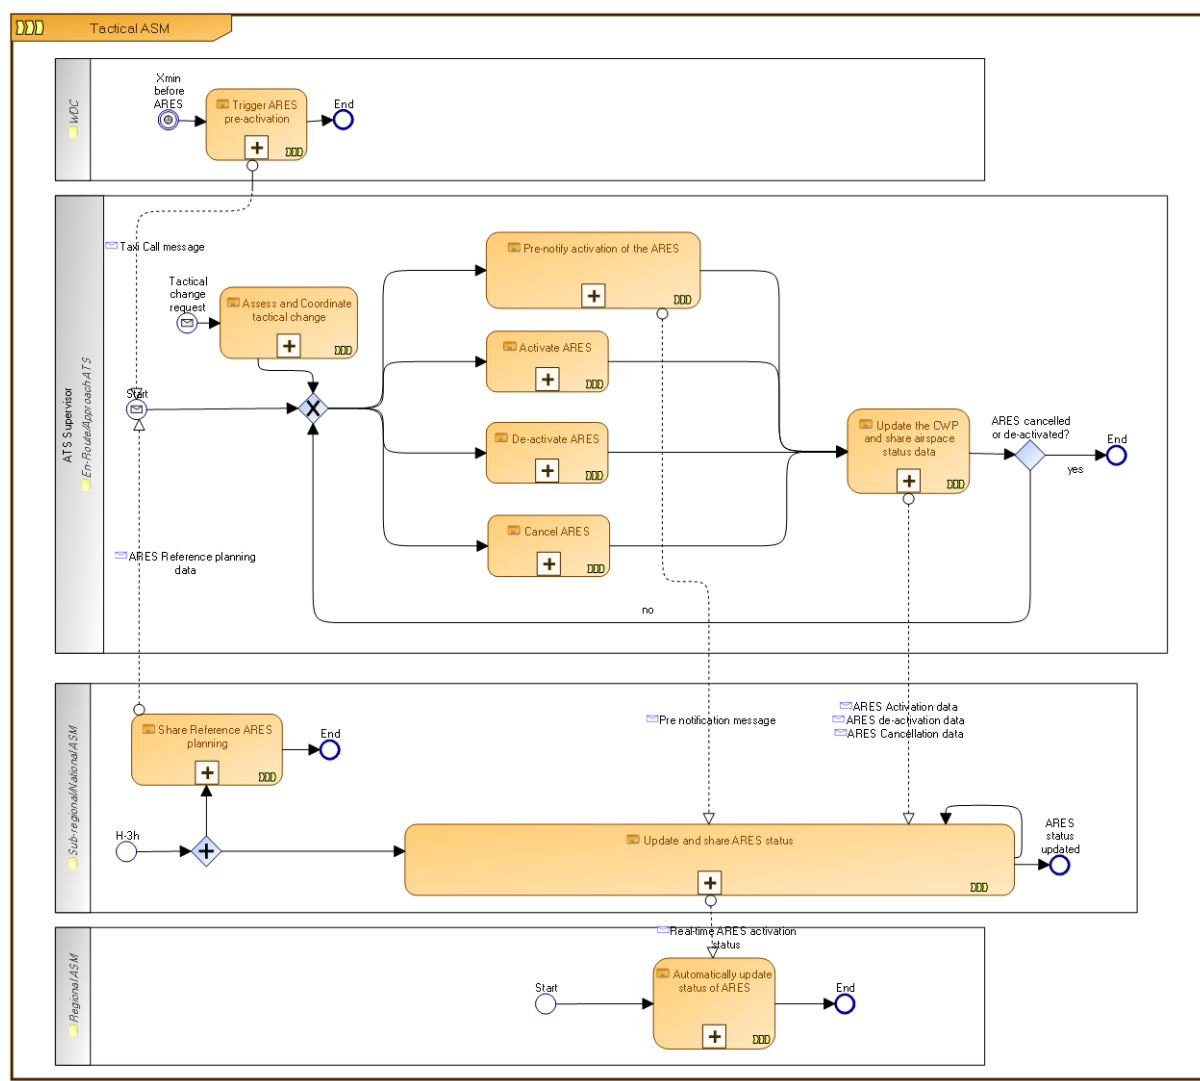 Tactical ASM
WOC
Xmin
before
ARES
Trigger ARES
pre-activation
End
ATS Supervisor
En-Route/Approach ATS
Taxi Call message
Tactical
change
request
Assess and Coordinate
tactical change
Start
Pre-notify activation of the ARES
Activate ARES
De-activate ARES
Cancel ARES
Update the CWP
and share airspace
status data
ARES cancelled
or de-activated?
End
yes
no
ARES Reference planning
data
Sub-regional/National ASM
Share Reference ARES
planning
End
H-3h
Pre notification message
ARES Activation data
ARES de-activation data
ARES Cancellation data
Update and share ARES status
ARES
status
updated
Regional ASM
Real-time ARES activation
status
Start
Automatically update
status of ARES
End